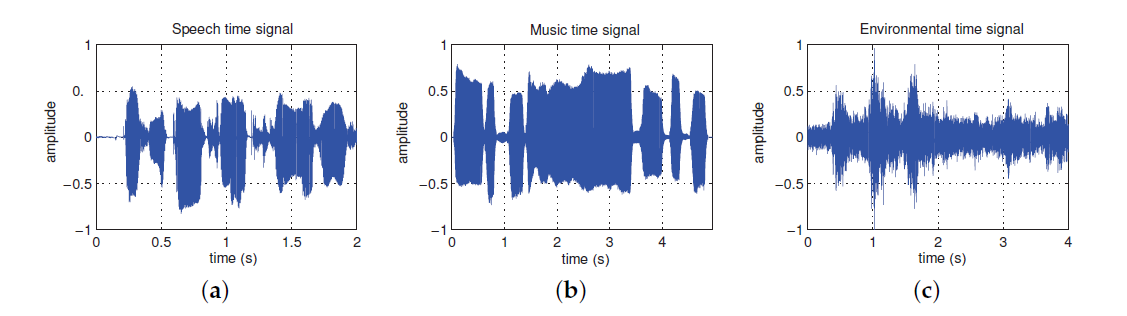 Speech time signal
1
0.
0
−0.5
−1
amplitude
0 0.5 1 1.5 2
time (s)
(a)
Music time signal
1
0.5
0
−0.5
−1
amplitude
0 1 2 3 4
time (s)
(b)
Environmental time signal
1
0.5
0
−0.5
−1
amplitude
0 1 2 3 4
time (s)
(c)